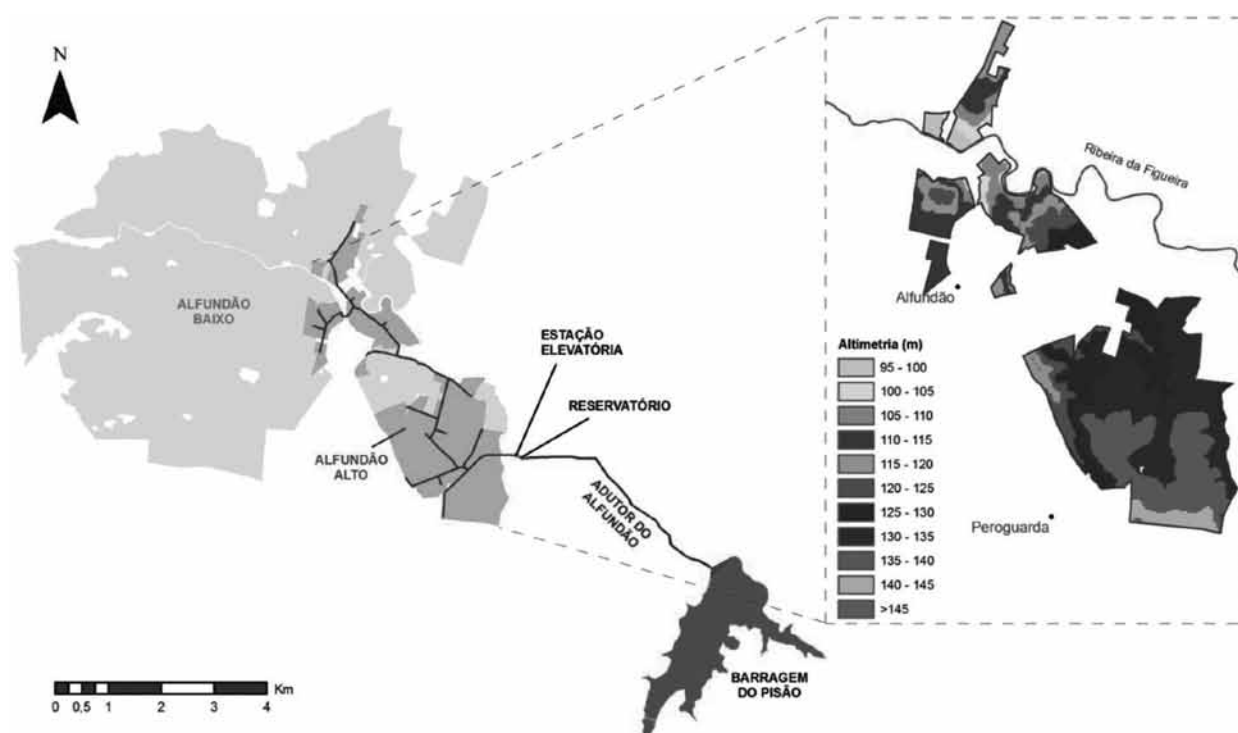 N
ALFUNDÃO
BAIXO
ESTAÇÃO
ELEVATÓRIA
RESERVATÓRIO
ALFUNDÃO
ALTO
ADUTOR DO
ALFUNDÃO
BARRAGEM
DO PISÃO
0 0,5 1 2 3 4 Km
Ribeira da Figueira
Alfundão
Peroguarda
Altimetria (m)
95 - 100
100 - 105
105 - 110
110 - 115
115 - 120
120 - 125
125 - 130
130 - 135
135 - 140
140 - 145
>145